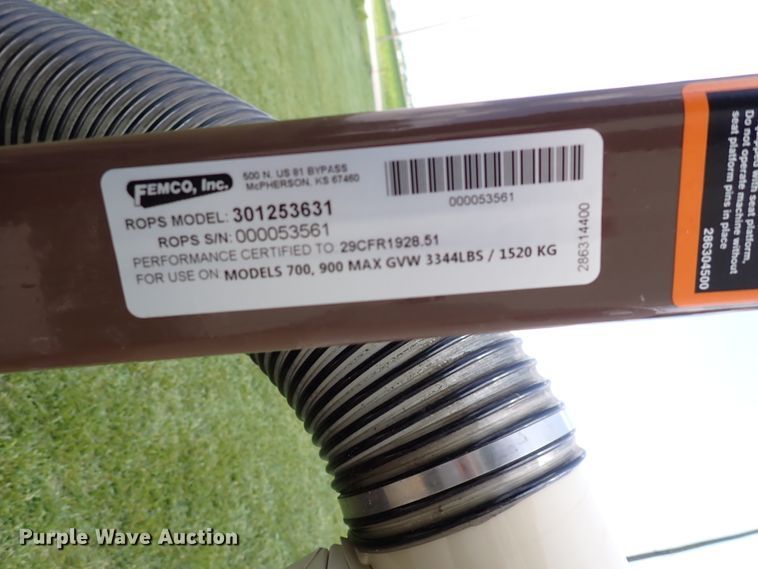 FEMCO, Inc.
500 N. US 81 BYPASS
McPHERSON, KS 67460
000053561
ROPS MODEL: 301253631
ROPS S/N: 000053561
PERFORMANCE CERTIFIED TO 29CFR1928.51
FOR USE ON MODELS 700, 900 MAX GVW 3344LBS / 1520 KG
286314400
with seat platform,
Do not operate machine without
seat platform pins in place
286304500
Purple Wave Auction